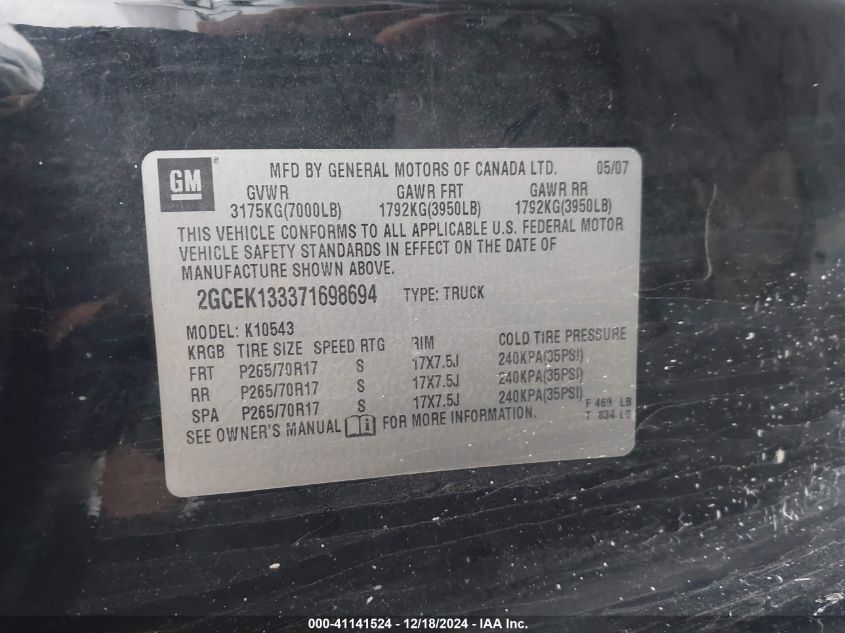 GM ® MFD BY GENERAL MOTORS OF CANADA LTD. 05/07
GVWR GAWR FRT GAWR RR
3175KG(7000LB) 1792KG(3950LB) 1792KG(3950LB)
THIS VEHICLE CONFORMS TO ALL APPLICABLE U.S. FEDERAL MOTOR
VEHICLE SAFETY STANDARDS IN EFFECT ON THE DATE OF
MANUFACTURE SHOWN ABOVE.
2GCEK133371698694 TYPE: TRUCK
MODEL: K10543
KRGB TIRE SIZE SPEED RTG RIM COLD TIRE PRESSURE
FRT P265/70R17 S 17X7.5J 240KPA(35PSI)
RR P265/70R17 S 17X7.5J 240KPA(35PSI)
SPA P265/70R17 S 17X7.5J 240KPA(35PSI)
F 469 LB
T 834 LB
SEE OWNER'S MANUAL i FOR MORE INFORMATION.
000-41141524 - 12/18/2024 - IAA Inc.